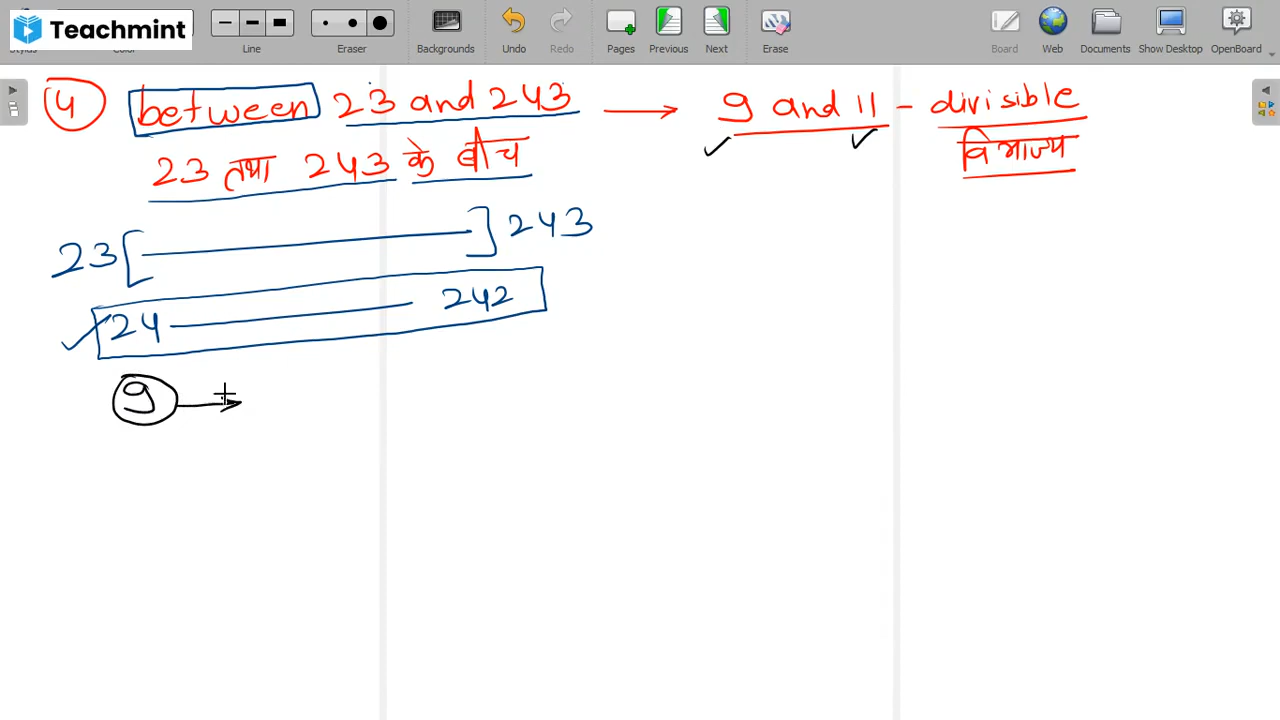 Teachmint
Line
Eraser
Backgrounds
Undo
Redo
Pages
Previous
Next
Erase
Board
Web
Documents
Show Desktop
OpenBoard
4 between 23 and 243 → 9 and 11 - divisible
23 तथा 243 के बीच विभाज्य
23 [ ] 243
24 242
9 →